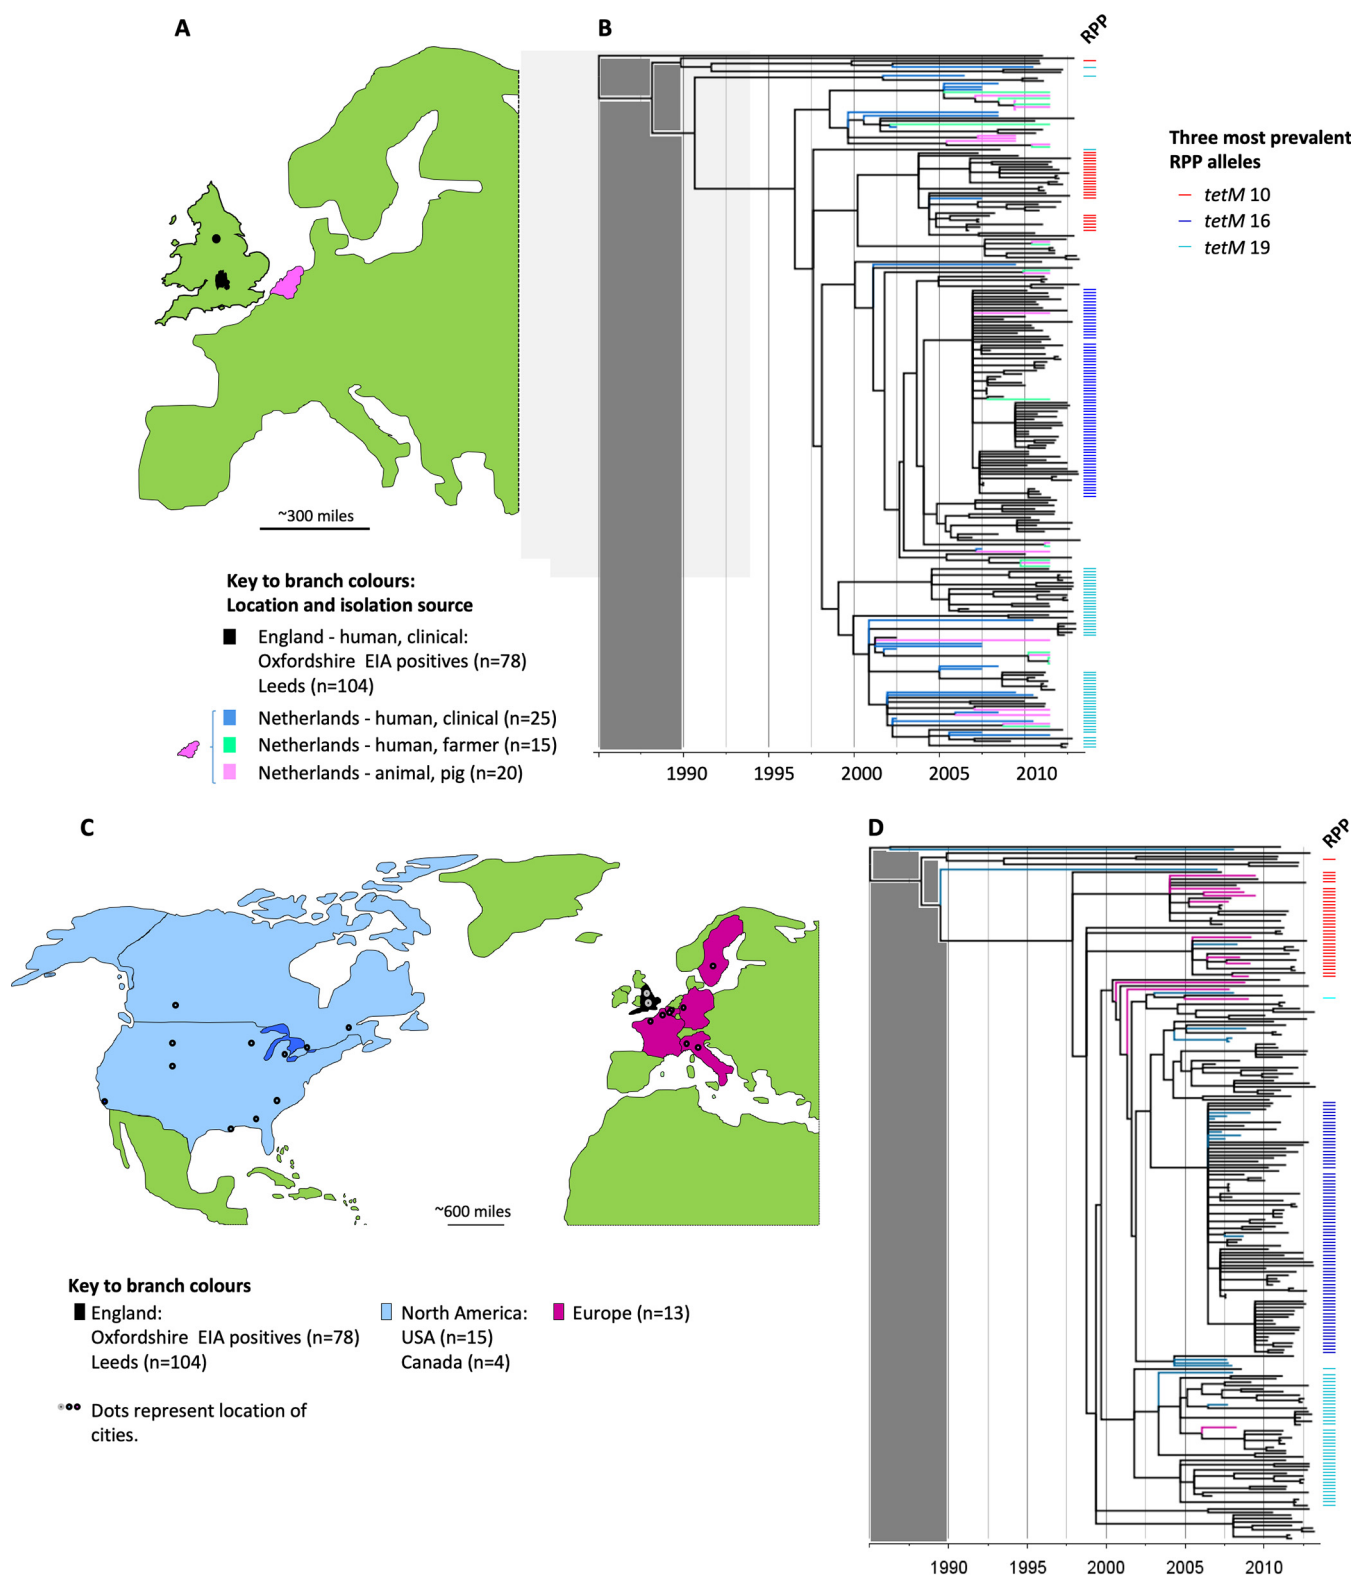 A
B
RPP
Three most prevalent
RPP alleles
tetM 10
tetM 16
tetM 19
~300 miles
Key to branch colours:
Location and isolation source
England - human, clinical:
Oxfordshire EIA positives (n=78)
Leeds (n=104)
Netherlands - human, clinical (n=25)
Netherlands - human, farmer (n=15)
Netherlands - animal, pig (n=20)
1990 1995 2000 2005 2010
C
D
RPP
~600 miles
Key to branch colours
England:
Oxfordshire EIA positives (n=78)
Leeds (n=104)
North America:
USA (n=15)
Canada (n=4)
Europe (n=13)
Dots represent location of
cities.
1990 1995 2000 2005 2010